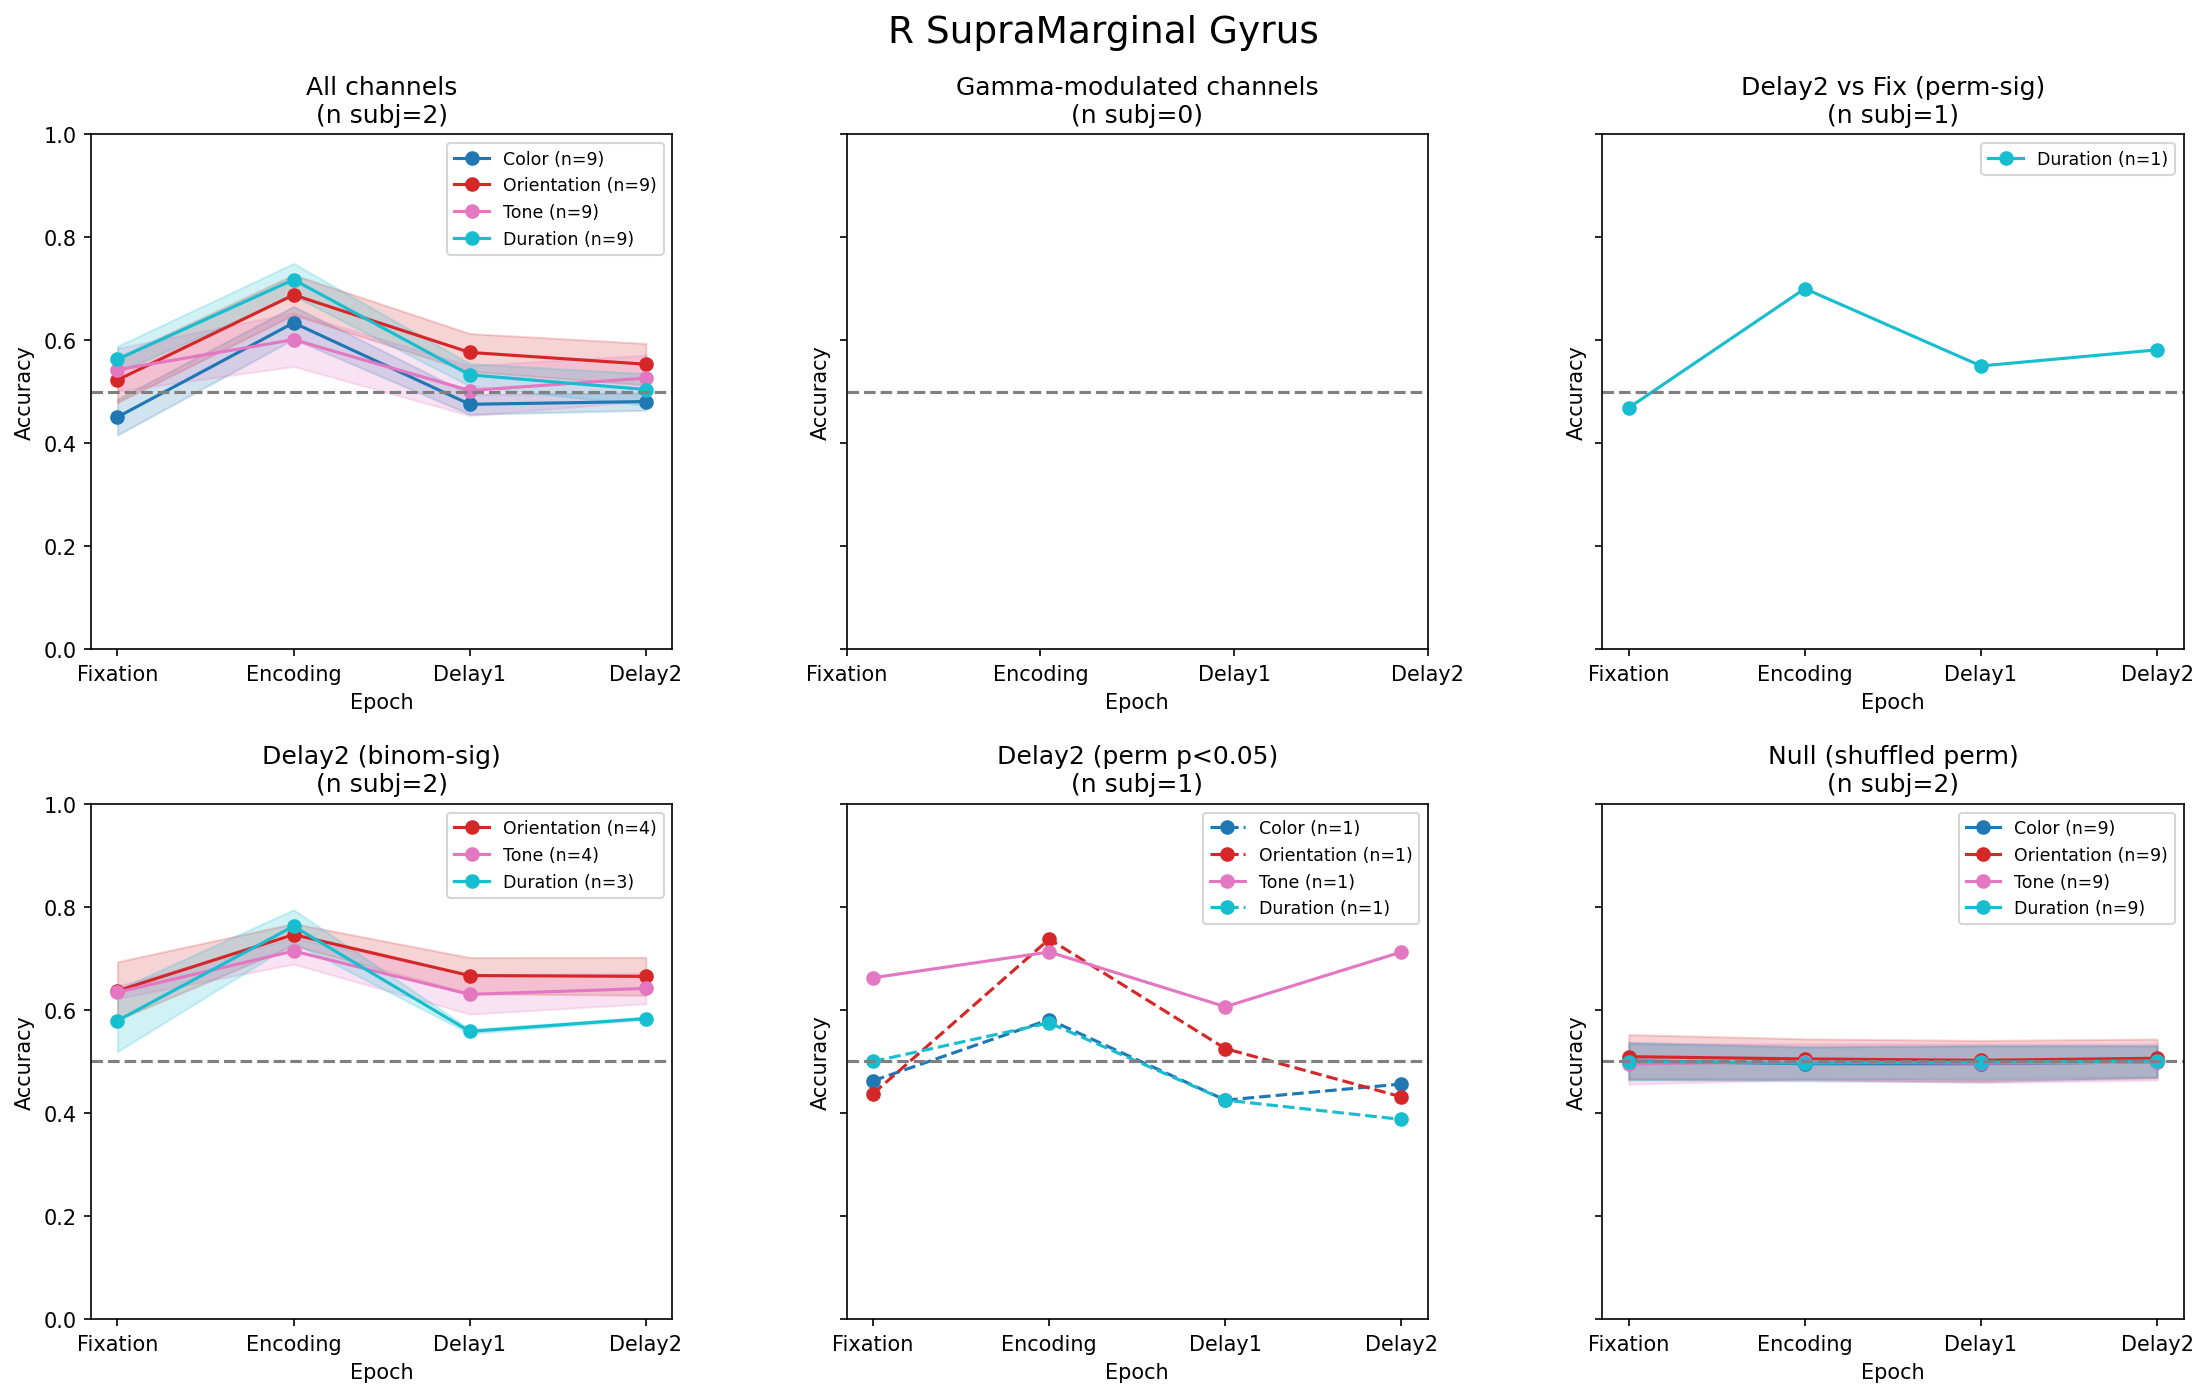 R SupraMarginal Gyrus
All channels
(n subj=2)
1.0
0.8
0.6
0.4
0.2
0.0
Accuracy
Color (n=9)
Orientation (n=9)
Tone (n=9)
Duration (n=9)
Fixation Encoding Delay1 Delay2
Epoch
Gamma-modulated channels
(n subj=0)
Accuracy
Fixation Encoding Delay1 Delay2
Epoch
Delay2 vs Fix (perm-sig)
(n subj=1)
Accuracy
Duration (n=1)
Fixation Encoding Delay1 Delay2
Epoch
Delay2 (binom-sig)
(n subj=2)
1.0
0.8
0.6
0.4
0.2
0.0
Accuracy
Orientation (n=4)
Tone (n=4)
Duration (n=3)
Fixation Encoding Delay1 Delay2
Epoch
Delay2 (perm p<0.05)
(n subj=1)
Accuracy
Color (n=1)
Orientation (n=1)
Tone (n=1)
Duration (n=1)
Fixation Encoding Delay1 Delay2
Epoch
Null (shuffled perm)
(n subj=2)
Accuracy
Color (n=9)
Orientation (n=9)
Tone (n=9)
Duration (n=9)
Fixation Encoding Delay1 Delay2
Epoch